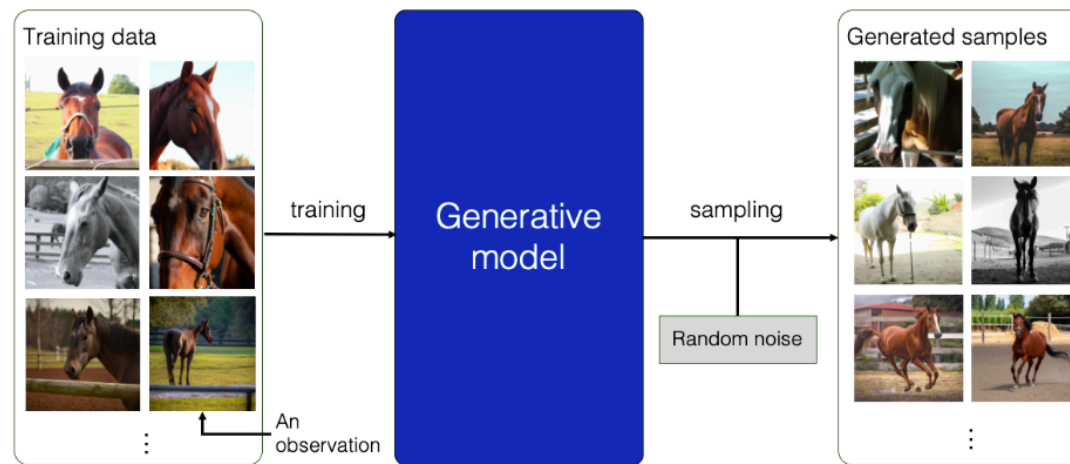 Training data
training
An
observation
Generative
model
sampling
Random noise
Generated samples